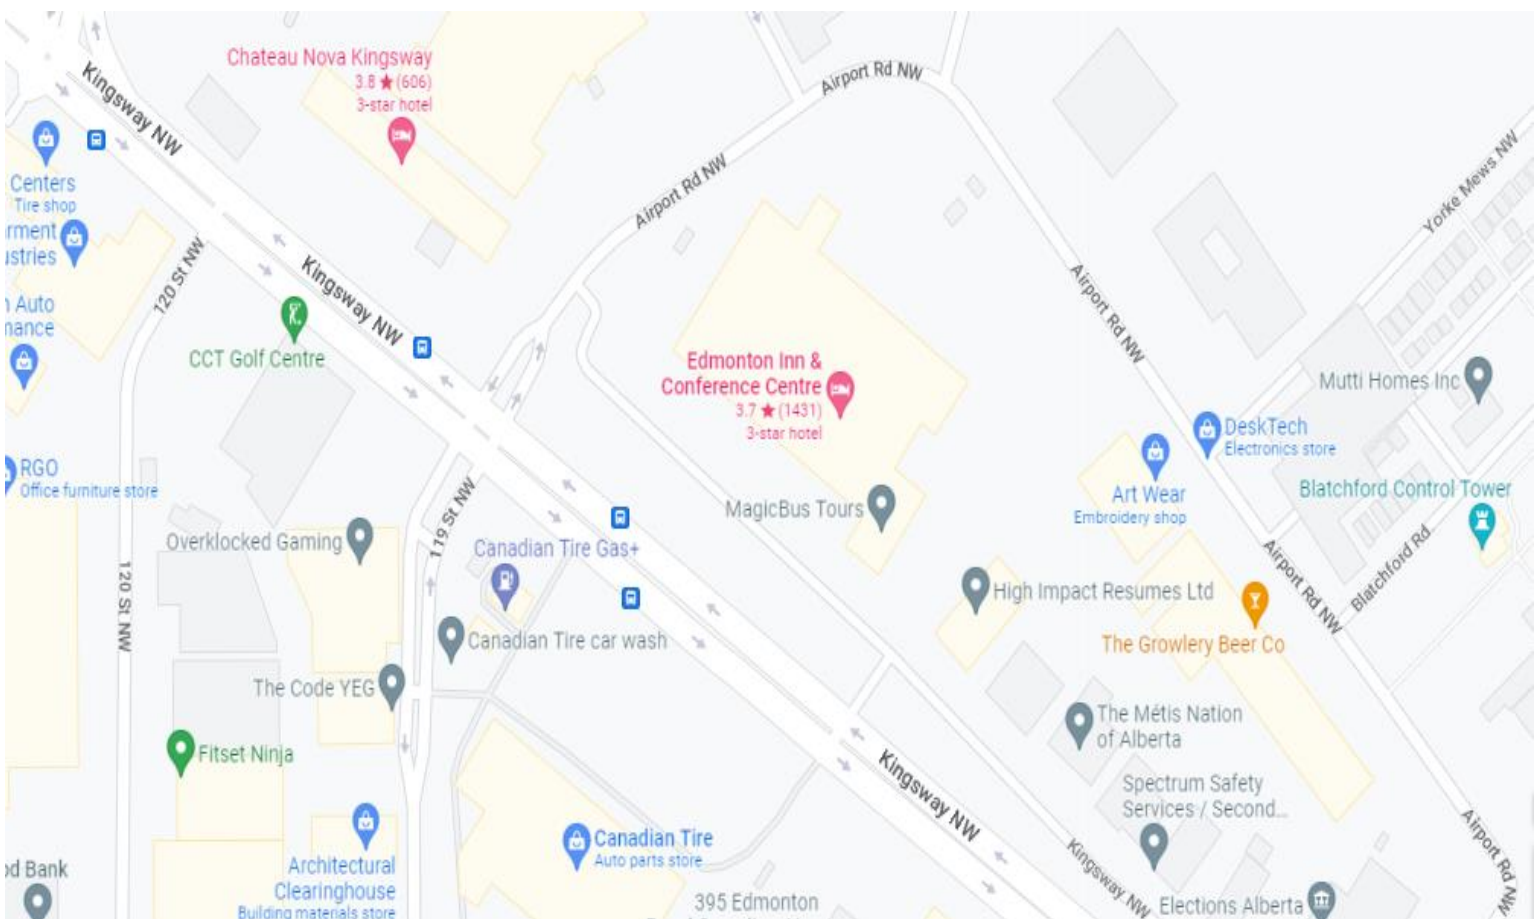 Chateau Nova Kingsway
3.8 ★ (606)
3-star hotel
Kingsway NW
Airport Rd NW
Centers
Tire shop
rment
ustries
Airport Rd NW
Yorke Mews NW
120 St NW
Kingsway NW
Airport Rd NW
n Auto
mance
CCT Golf Centre
Edmonton Inn &
Conference Centre
3.7 ★ (1431)
3-star hotel
Mutti Homes Inc
DeskTech
Electronics store
RGO
Office furniture store
Art Wear
Embroidery shop
Blatchford Control Tower
MagicBus Tours
119 St NW
Overklocked Gaming
Canadian Tire Gas+
120 St NW
High Impact Resumes Ltd
Airport Rd NW
Blatchford Rd
Canadian Tire car wash
The Growlery Beer Co
The Code YEG
The Métis Nation
of Alberta
Fitset Ninja
Kingsway NW
Spectrum Safety
Services / Second...
Canadian Tire
Auto parts store
Airport Rd NW
od Bank
Architectural
Clearinghouse
Building materials store
395 Edmonton
Kingsway NW
Elections Alberta